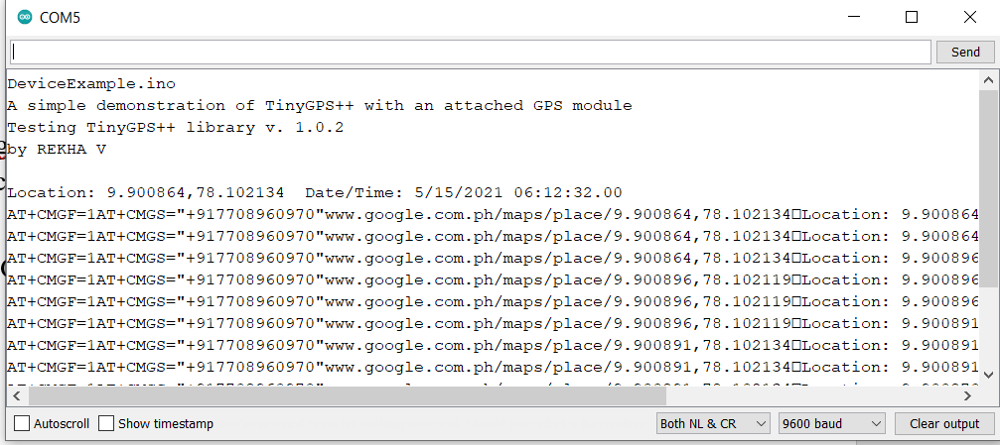 COM5
Send
DeviceExample.ino
A simple demonstration of TinyGPS++ with an attached GPS module
Testing TinyGPS++ library v. 1.0.2
by REKHA V
Location: 9.900864,78.102134  Date/Time: 5/15/2021 06:12:32.00
AT+CMGF=1AT+CMGS="+917708960970"www.google.com.ph/maps/place/9.900864,78.102134□Location: 9.900864
AT+CMGF=1AT+CMGS="+917708960970"www.google.com.ph/maps/place/9.900864,78.102134□Location: 9.900864
AT+CMGF=1AT+CMGS="+917708960970"www.google.com.ph/maps/place/9.900864,78.102134□Location: 9.900896
AT+CMGF=1AT+CMGS="+917708960970"www.google.com.ph/maps/place/9.900896,78.102119□Location: 9.900896
AT+CMGF=1AT+CMGS="+917708960970"www.google.com.ph/maps/place/9.900896,78.102119□Location: 9.900896
AT+CMGF=1AT+CMGS="+917708960970"www.google.com.ph/maps/place/9.900896,78.102119□Location: 9.900891
AT+CMGF=1AT+CMGS="+917708960970"www.google.com.ph/maps/place/9.900891,78.102134□Location: 9.900891
AT+CMGF=1AT+CMGS="+917708960970"www.google.com.ph/maps/place/9.900891,78.102134□Location: 9.900891
Autoscroll Show timestamp Both NL & CR 9600 baud Clear output